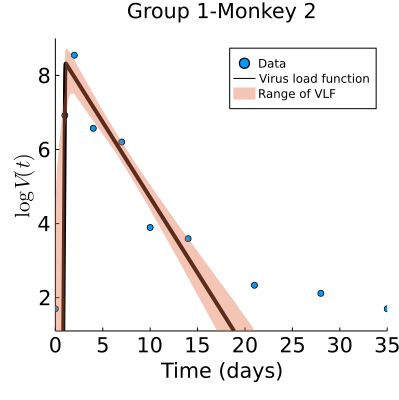 Group 1-Monkey 2
Data
Virus load function
Range of VLF
8
6
4
2
log V(t)
0 5 10 15 20 25 30 35
Time (days)